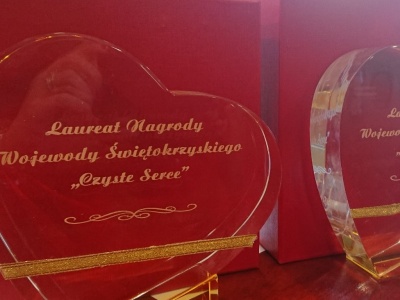 Laureat Nagrody
Wojewody Świętokrzyskiego
„Czyste Serce”